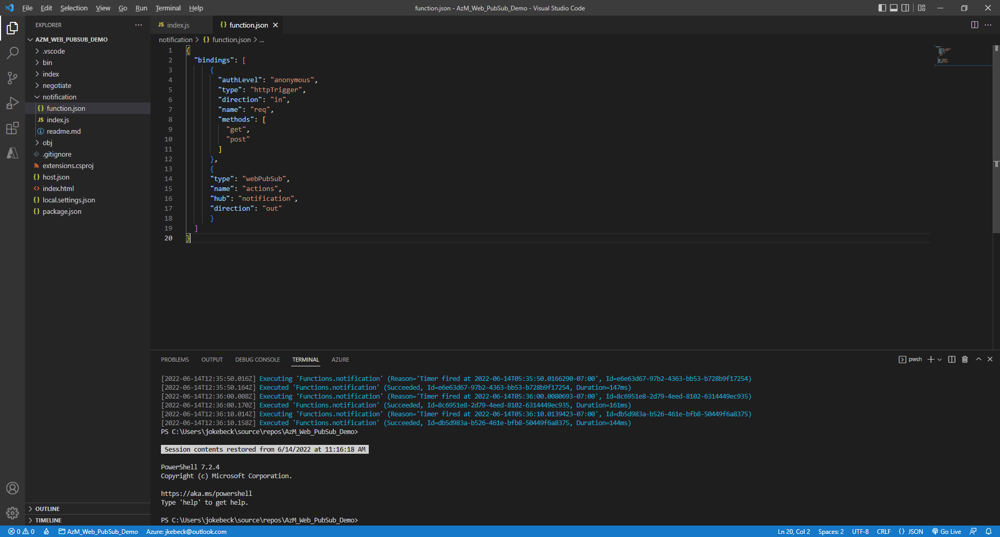 File Edit Selection View Go Run Terminal Help
function.json - AzM_Web_PubSub_Demo - Visual Studio Code
EXPLORER
AZM_WEB_PUBSUB_DEMO
.vscode
bin
index
negotiate
notification
{} function.json
JS index.js
readme.md
obj
.gitignore
extensions.csproj
{} host.json
<> index.html
{} local.settings.json
{} package.json
OUTLINE
TIMELINE
JS index.js
{} function.json
notification > {} function.json > ...
1 {
2 "bindings": [
3 {
4 "authLevel": "anonymous",
5 "type": "httpTrigger",
6 "direction": "in",
7 "name": "req",
8 "methods": [
9 "get",
10 "post"
11 ]
12 },
13 {
14 "type": "webPubSub",
15 "name": "actions",
16 "hub": "notification",
17 "direction": "out"
18 }
19 ]
20 }
PROBLEMS OUTPUT DEBUG CONSOLE TERMINAL AZURE
pwsh
[2022-06-14T12:35:50.016Z] Executing 'Functions.notification' (Reason='Timer fired at 2022-06-14T05:35:50.0166290-07:00', Id=e6e63d67-97b2-4363-bb53-b728b9f17254)
[2022-06-14T12:35:50.164Z] Executed 'Functions.notification' (Succeeded, Id=e6e63d67-97b2-4363-bb53-b728b9f17254, Duration=147ms)
[2022-06-14T12:36:00.008Z] Executing 'Functions.notification' (Reason='Timer fired at 2022-06-14T05:36:00.0080693-07:00', Id=8c6951e8-2d79-4eed-8102-6314449ec935)
[2022-06-14T12:36:00.170Z] Executed 'Functions.notification' (Succeeded, Id=8c6951e8-2d79-4eed-8102-6314449ec935, Duration=161ms)
[2022-06-14T12:36:10.014Z] Executing 'Functions.notification' (Reason='Timer fired at 2022-06-14T05:36:10.0139423-07:00', Id=db5d983a-b526-461e-bfb8-50449f6a8375)
[2022-06-14T12:36:10.158Z] Executed 'Functions.notification' (Succeeded, Id=db5d983a-b526-461e-bfb8-50449f6a8375, Duration=144ms)
PS C:\Users\jokebeck\source\repos\AzM_Web_PubSub_Demo>
Session contents restored from 6/14/2022 at 11:16:18 AM
PowerShell 7.2.4
Copyright (c) Microsoft Corporation.
https://aka.ms/powershell
Type 'help' to get help.
PS C:\Users\jokebeck\source\repos\AzM_Web_PubSub_Demo>
0 0 AzM_Web_PubSub_Demo Azure: jkebeck@outlook.com Ln 20, Col 2 Spaces: 2 UTF-8 CRLF {} JSON Go Live